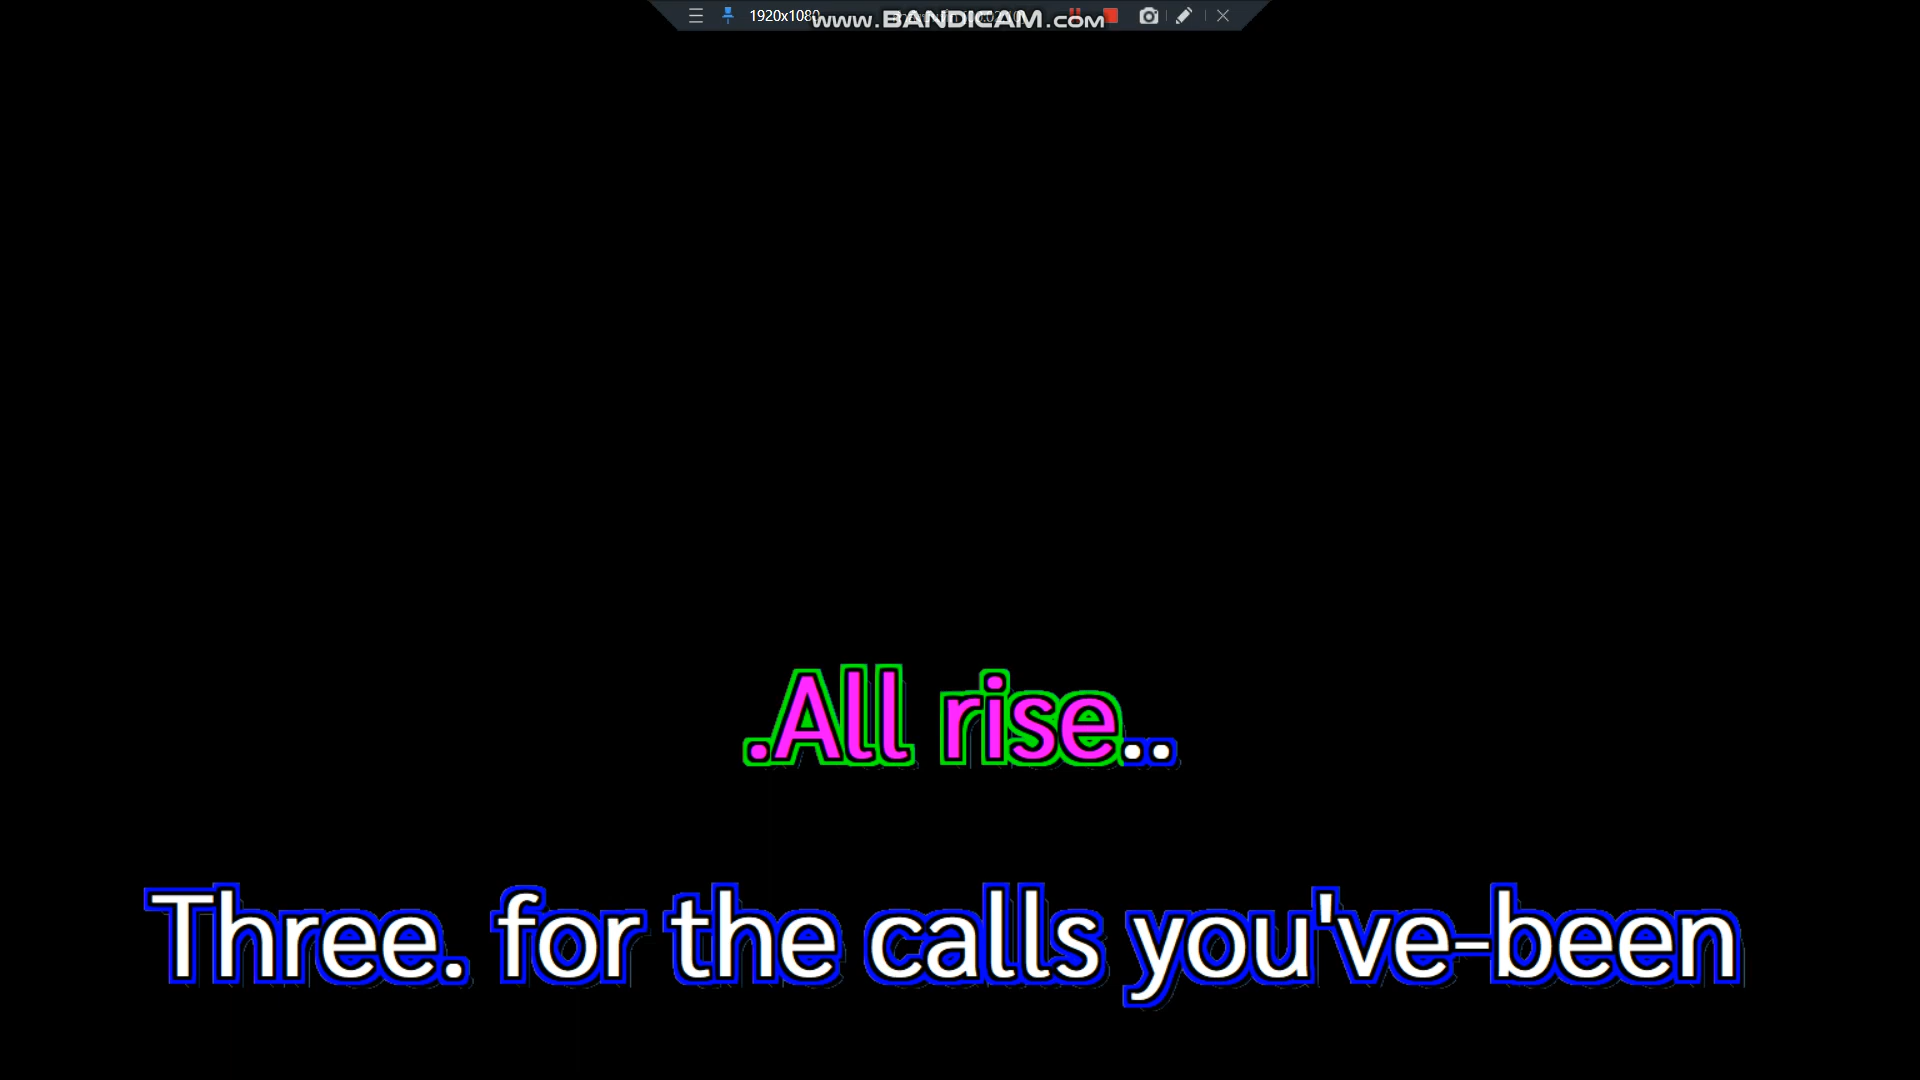 1920x1080
www.BANDICAM.com
.All rise..
Three. for the calls you've-been